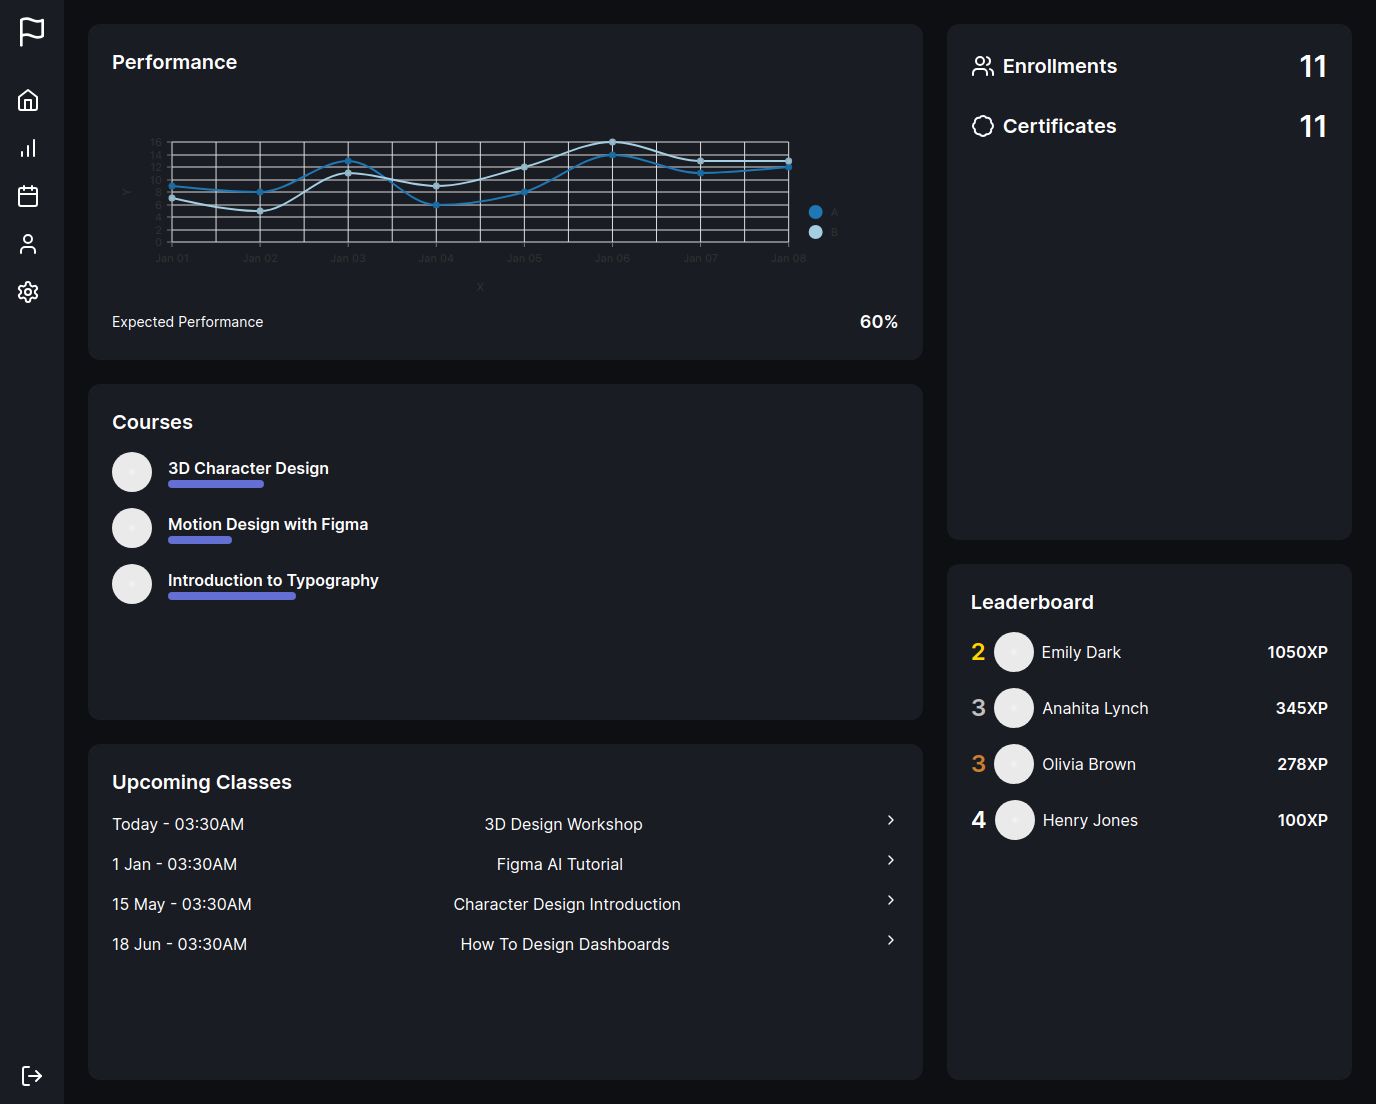 Performance
16
14
12
10
8
6
4
2
0
Y
Jan 01 Jan 02 Jan 03 Jan 04 Jan 05 Jan 06 Jan 07 Jan 08
X
A
B
Expected Performance 60%
Enrollments 11
Certificates 11
Courses
3D Character Design
Motion Design with Figma
Introduction to Typography
Upcoming Classes
Today - 03:30AM 3D Design Workshop
1 Jan - 03:30AM Figma AI Tutorial
15 May - 03:30AM Character Design Introduction
18 Jun - 03:30AM How To Design Dashboards
Leaderboard
2 Emily Dark 1050XP
3 Anahita Lynch 345XP
3 Olivia Brown 278XP
4 Henry Jones 100XP